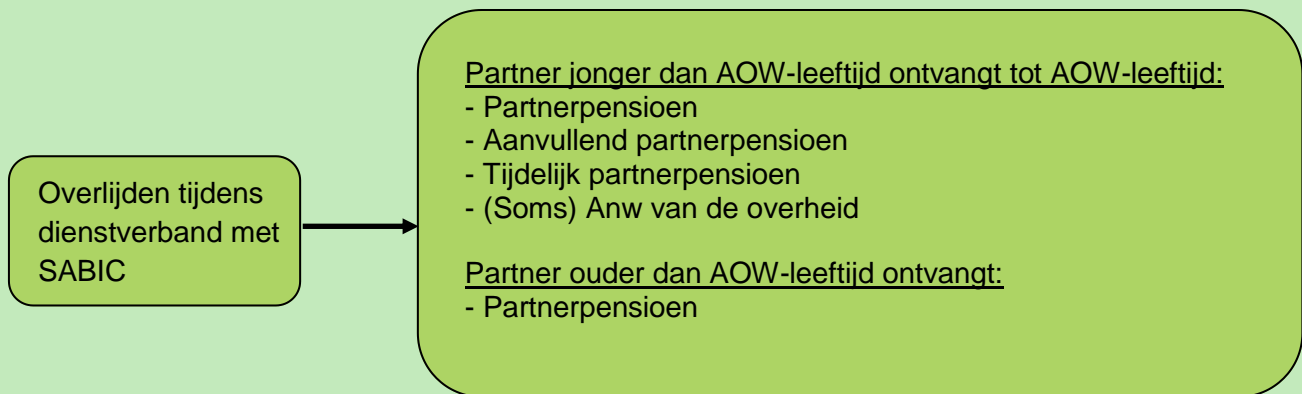 Overlijden tijdens
dienstverband met
SABIC
Partner jonger dan AOW-leeftijd ontvangt tot AOW-leeftijd:
- Partnerpensioen
- Aanvullend partnerpensioen
- Tijdelijk partnerpensioen
- (Soms) Anw van de overheid
Partner ouder dan AOW-leeftijd ontvangt:
- Partnerpensioen